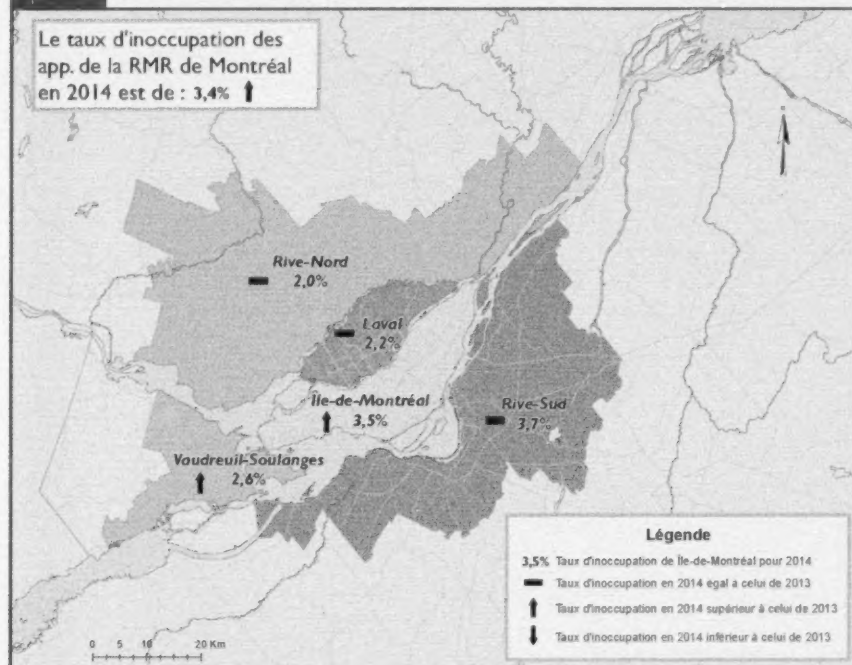 Le taux d'inoccupation des
app. de la RMR de Montréal
en 2014 est de : 3,4%
Rive-Nord
2,0%
Laval
2,2%
Île-de-Montréal
3,5%
Rive-Sud
3,7%
Vaudreuil-Soulanges
2,6%
Légende
3,5% Taux d'inoccupation de Île-de-Montréal pour 2014
Taux d'inoccupation en 2014 égal a celui de 2013
Taux d'inoccupation en 2014 supérieur à celui de 2013
Taux d'inoccupation en 2014 inférieur à celui de 2013
0 5 10 20 Km